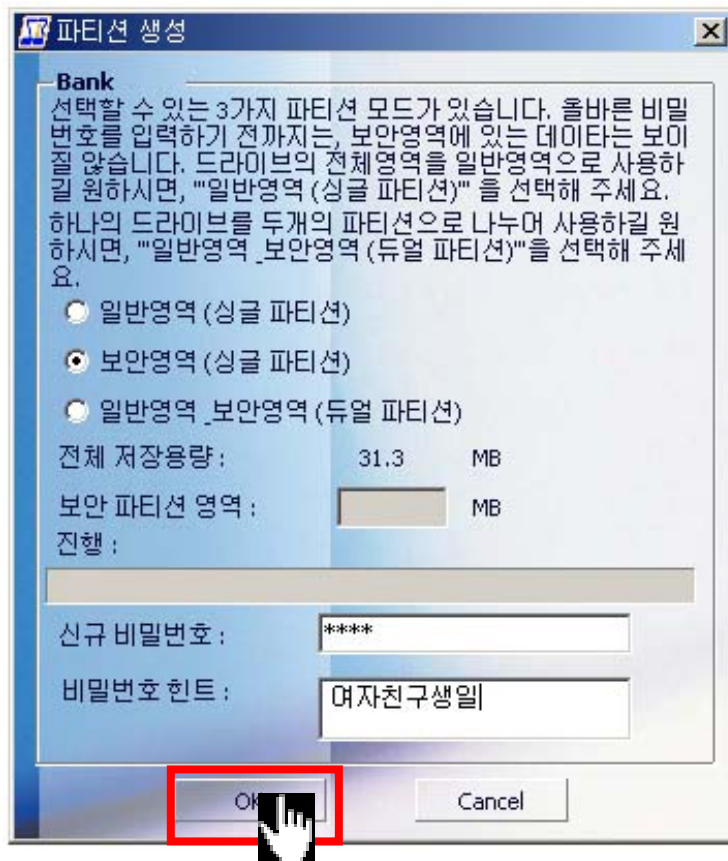 파티션 생성
Bank
선택할 수 있는 3가지 파티션 모드가 있습니다. 올바른 비밀
번호를 입력하기 전까지는, 보안영역에 있는 데이타는 보이
질 않습니다. 드라이브의 전체영역을 일반영역으로 사용하
길 원하시면, '"일반영역 (싱글 파티션)'" 을 선택해 주세요.
하나의 드라이브를 두개의 파티션으로 나누어 사용하길 원
하시면, '"일반영역 _보안영역 (듀얼 파티션)'"을 선택해 주세
요.
일반영역 (싱글 파티션)
보안영역 (싱글 파티션)
일반영역 _보안영역 (듀얼 파티션)
전체 저장용량 : 31.3 MB
보안 파티션 영역 : MB
진행 :
신규 비밀번호 : ****
비밀번호 힌트 : 여자친구생일
Cancel